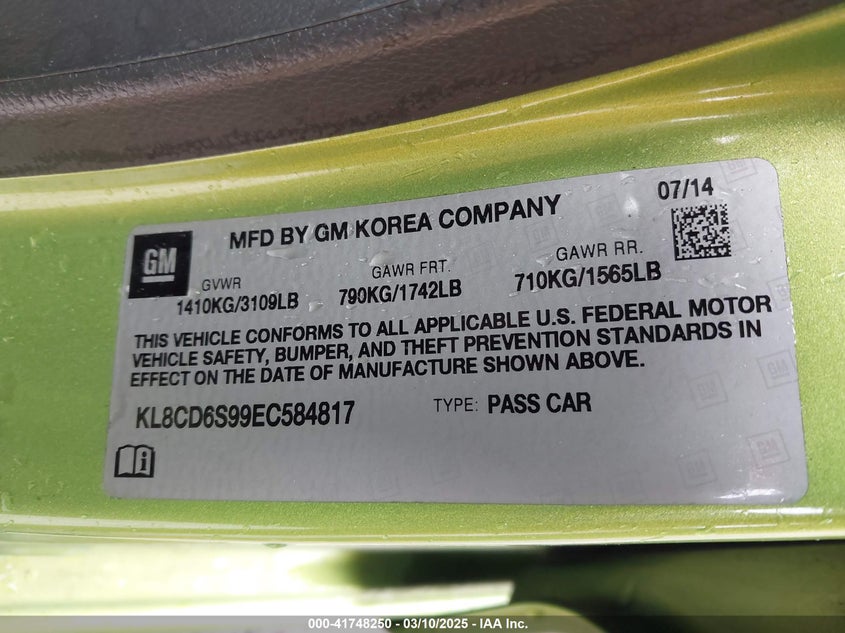 07/14
MFD BY GM KOREA COMPANY
GM
GVWR GAWR FRT. GAWR RR.
1410KG/3109LB 790KG/1742LB 710KG/1565LB
THIS VEHICLE CONFORMS TO ALL APPLICABLE U.S. FEDERAL MOTOR
VEHICLE SAFETY, BUMPER, AND THEFT PREVENTION STANDARDS IN
EFFECT ON THE DATE OF MANUFACTURE SHOWN ABOVE.
KL8CD6S99EC584817 TYPE: PASS CAR
000-41748250 - 03/10/2025 - IAA Inc.